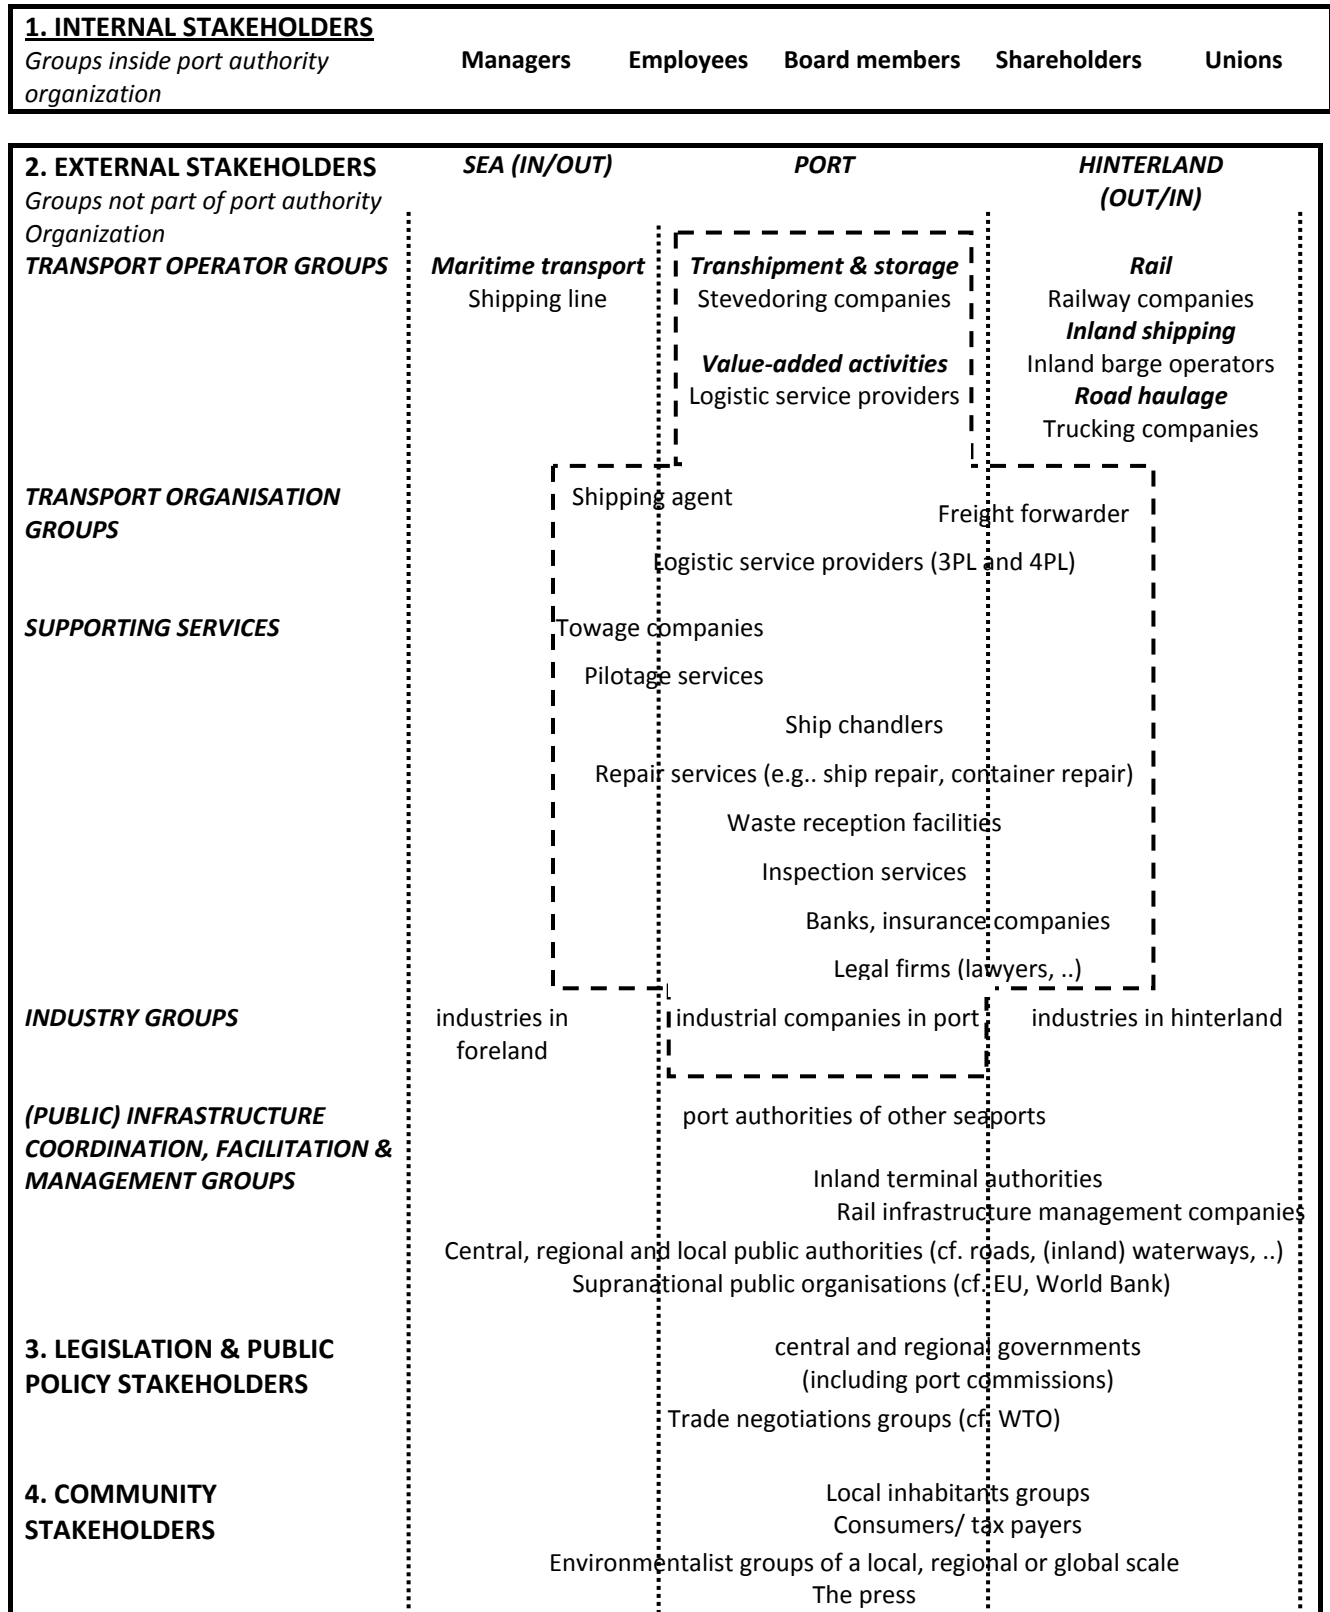 1. INTERNAL STAKEHOLDERS
Groups inside port authority
organization
Managers Employees Board members Shareholders Unions
2. EXTERNAL STAKEHOLDERS
Groups not part of port authority
Organization
SEA (IN/OUT) PORT HINTERLAND
(OUT/IN)
TRANSPORT OPERATOR GROUPS Maritime transport Transhipment & storage Rail
Shipping line Stevedoring companies Railway companies
Inland shipping
Value-added activities Inland barge operators
Logistic service providers Road haulage
Trucking companies
TRANSPORT ORGANISATION
GROUPS
Shipping agent
Freight forwarder
Logistic service providers (3PL and 4PL)
SUPPORTING SERVICES Towage companies
Pilotage services
Ship chandlers
Repair services (e.g.. ship repair, container repair)
Waste reception facilities
Inspection services
Banks, insurance companies
Legal firms (lawyers, ..)
INDUSTRY GROUPS industries in industrial companies in port industries in hinterland
foreland
(PUBLIC) INFRASTRUCTURE port authorities of other seaports
COORDINATION, FACILITATION &
MANAGEMENT GROUPS Inland terminal authorities
Rail infrastructure management companies
Central, regional and local public authorities (cf. roads, (inland) waterways, ..)
Supranational public organisations (cf. EU, World Bank)
3. LEGISLATION & PUBLIC central and regional governments
POLICY STAKEHOLDERS (including port commissions)
Trade negotiations groups (cf. WTO)
4. COMMUNITY Local inhabitants groups
STAKEHOLDERS Consumers/ tax payers
Environmentalist groups of a local, regional or global scale
The press